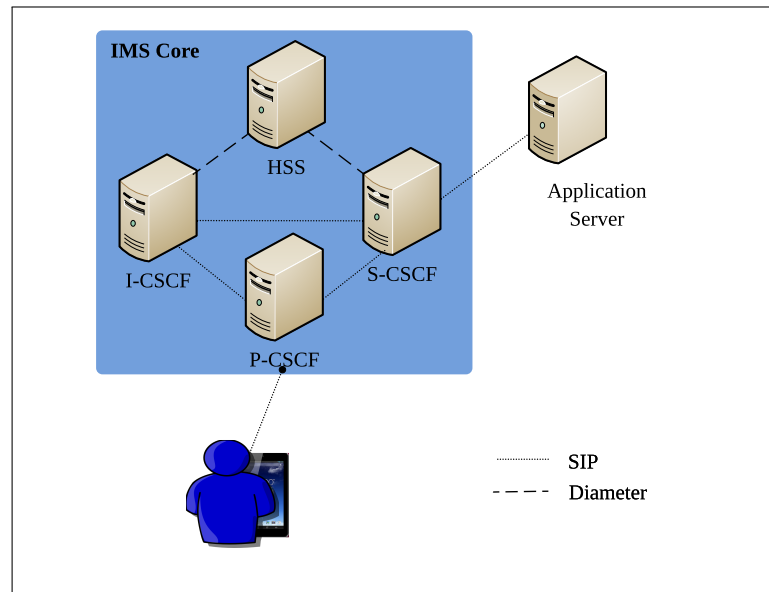 IMS Core
HSS
Application
Server
I-CSCF
S-CSCF
P-CSCF
SIP
Diameter